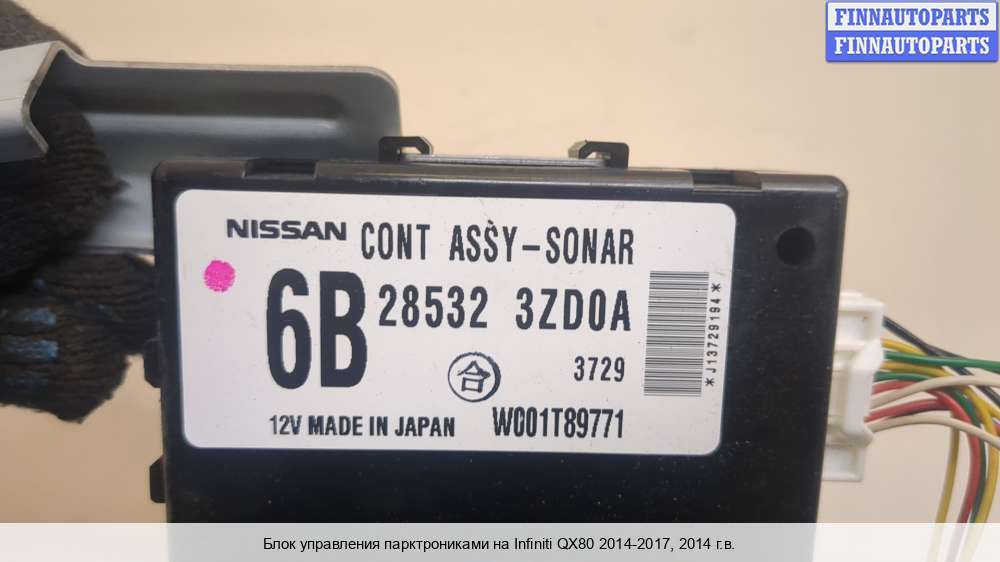 FINNAUTOPARTS
FINNAUTOPARTS
NISSAN CONT ASSY-SONAR
6B 28532 3ZD0A
合 3729
*J13729194*
12V MADE IN JAPAN W001T89771
Блок управления парктрониками на Infiniti QX80 2014-2017, 2014 г.в.